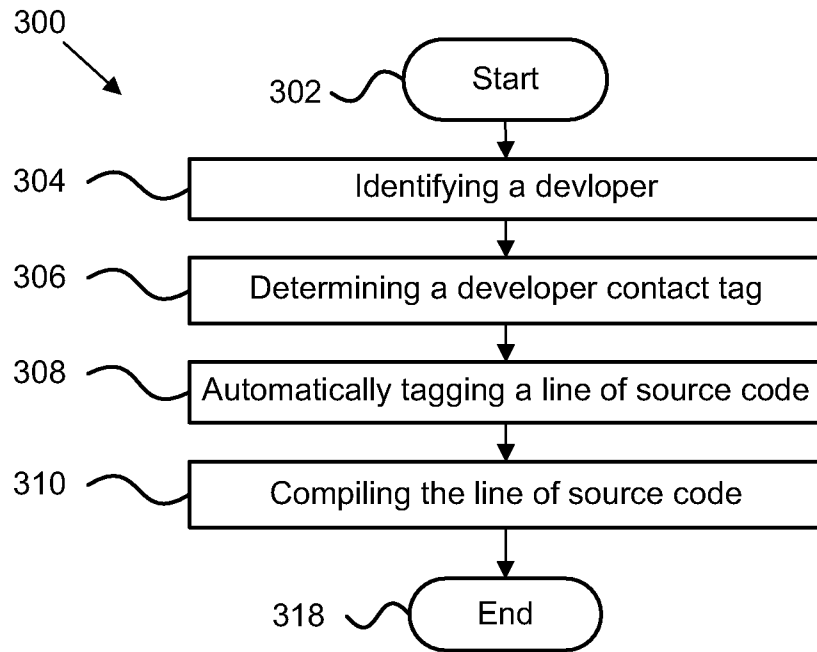 300
302
Start
304
Identifying a devloper
306
Determining a developer contact tag
308
Automatically tagging a line of source code
310
Compiling the line of source code
318
End